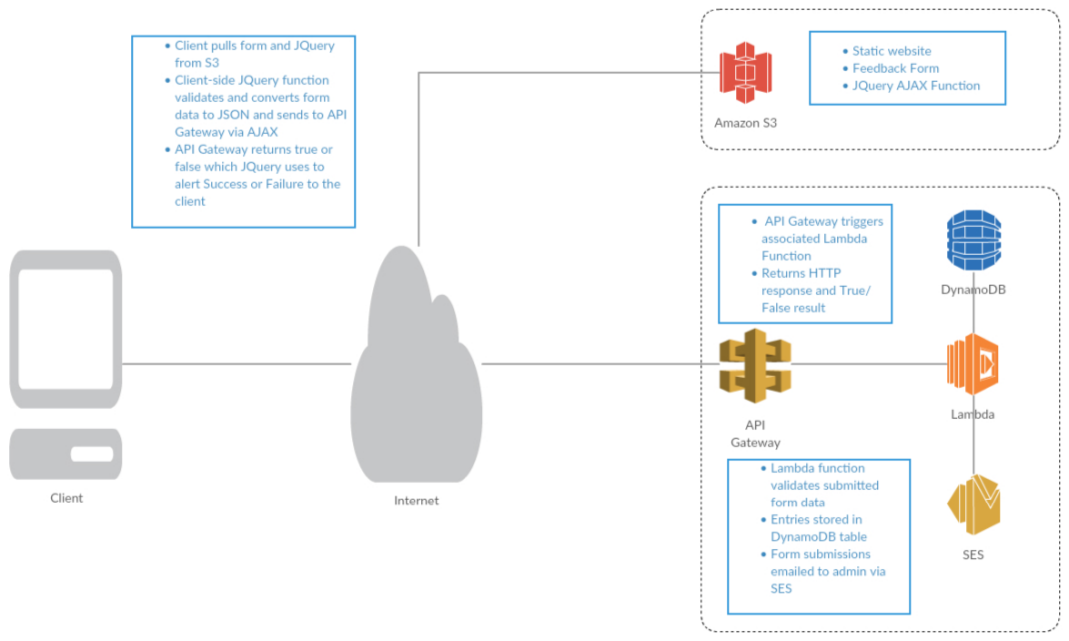 • Client pulls form and JQuery
from S3
• Client-side JQuery function
validates and converts form
data to JSON and sends to API
Gateway via AJAX
• API Gateway returns true or
false which JQuery uses to
alert Success or Failure to the
client
• Static website
• Feedback Form
• JQuery AJAX Function
Amazon S3
• API Gateway triggers
associated Lambda
Function
• Returns HTTP
response and True/
False result
DynamoDB
API
Gateway
Lambda
• Lambda function
validates submitted
form data
• Entries stored in
DynamoDB table
• Form submissions
emailed to admin via
SES
SES
Client
Internet